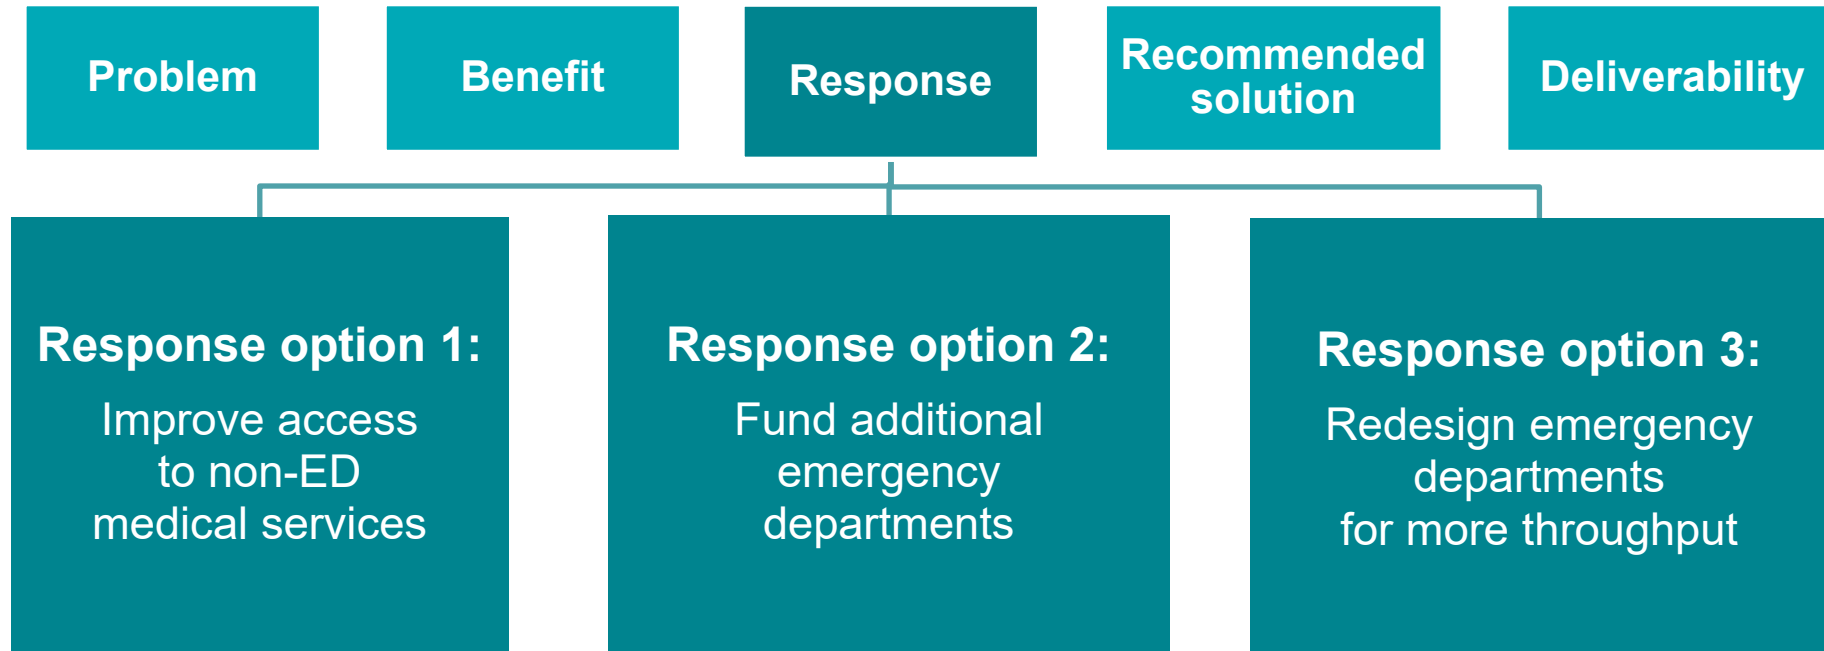 Problem
Benefit
Response
Recommended
solution
Deliverability
Response option 1:
Improve access
to non-ED
medical services
Response option 2:
Fund additional
emergency
departments
Response option 3:
Redesign emergency
departments
for more throughput